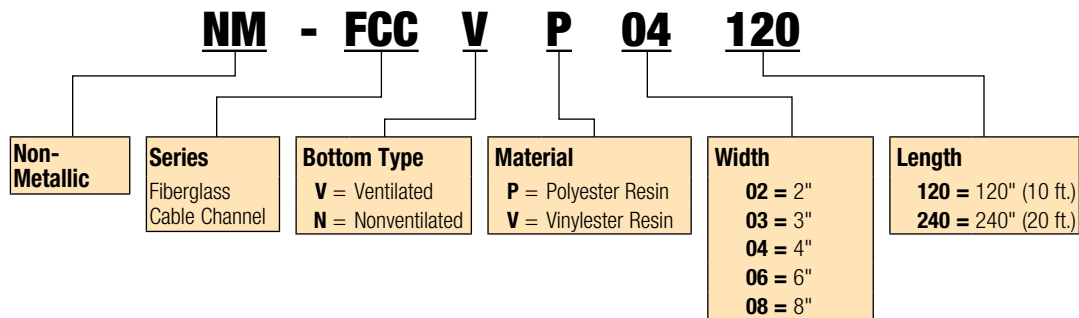 NM - FCC V P 04 120
Non-
Metallic
Series
Fiberglass
Cable Channel
Bottom Type
V = Ventilated
N = Nonventilated
Material
P = Polyester Resin
V = Vinylester Resin
Width
02 = 2"
03 = 3"
04 = 4"
06 = 6"
08 = 8"
Length
120 = 120" (10 ft.)
240 = 240" (20 ft.)